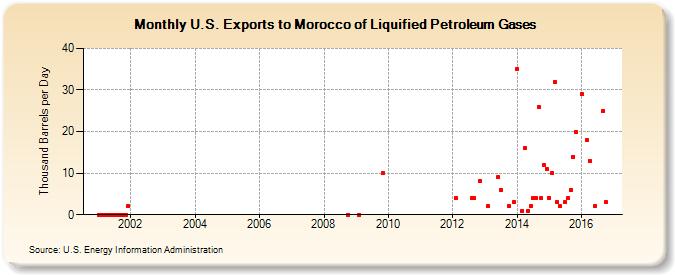 Monthly U.S. Exports to Morocco of Liquified Petroleum Gases
Thousand Barrels per Day
40
30
20
10
0
2002 2004 2006 2008 2010 2012 2014 2016
Source: U.S. Energy Information Administration